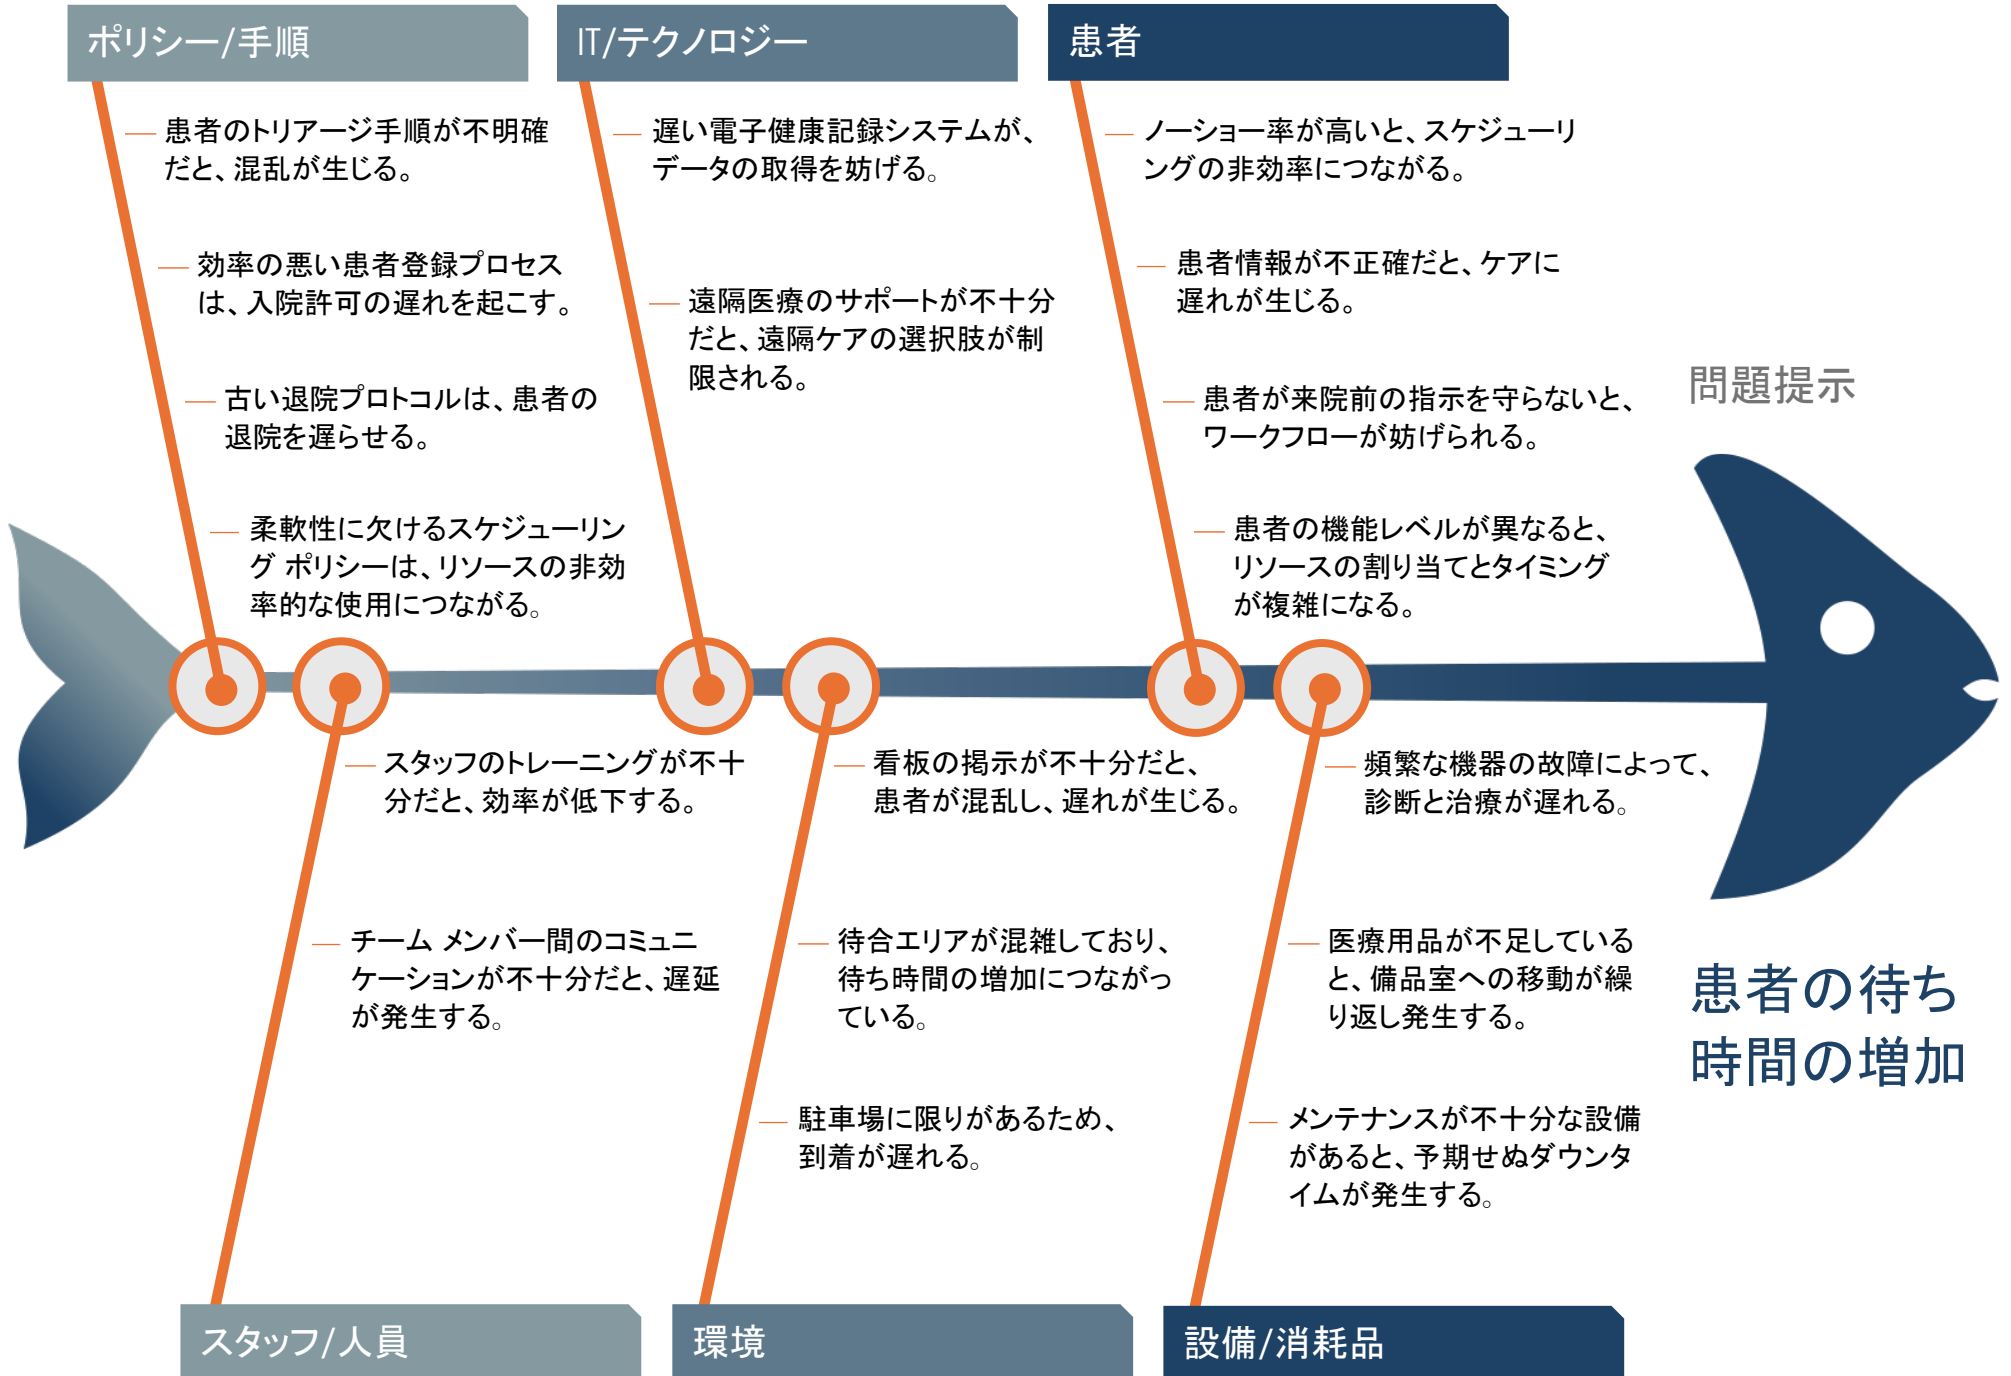 ポリシー/手順
患者のトリアージ手順が不明確
だと、混乱が生じる。
効率の悪い患者登録プロセス
は、入院許可の遅れを起こす。
古い退院プロトコルは、患者の
退院を遅らせる。
柔軟性に欠けるスケジューリン
グ ポリシーは、リソースの非効
率的な使用につながる。
IT/テクノロジー
遅い電子健康記録システムが、
データの取得を妨げる。
遠隔医療のサポートが不十分
だと、遠隔ケアの選択肢が制
限される。
患者
ノーショー率が高いと、スケジューリ
ングの非効率につながる。
患者情報が不正確だと、ケアに
遅れが生じる。
患者が来院前の指示を守らないと、
ワークフローが妨げられる。
患者の機能レベルが異なると、
リソースの割り当てとタイミング
が複雑になる。
問題提示
患者の待ち
時間の増加
スタッフのトレーニングが不十
分だと、効率が低下する。
チーム メンバー間のコミュニ
ケーションが不十分だと、遅延
が発生する。
スタッフ/人員
看板の掲示が不十分だと、
患者が混乱し、遅れが生じる。
待合エリアが混雑しており、
待ち時間の増加につながっ
ている。
駐車場に限りがあるため、
到着が遅れる。
環境
頻繁な機器の故障によって、
診断と治療が遅れる。
医療用品が不足している
と、備品室への移動が繰
り返し発生する。
メンテナンスが不十分な設備
があると、予期せぬダウンタ
イムが発生する。
設備/消耗品